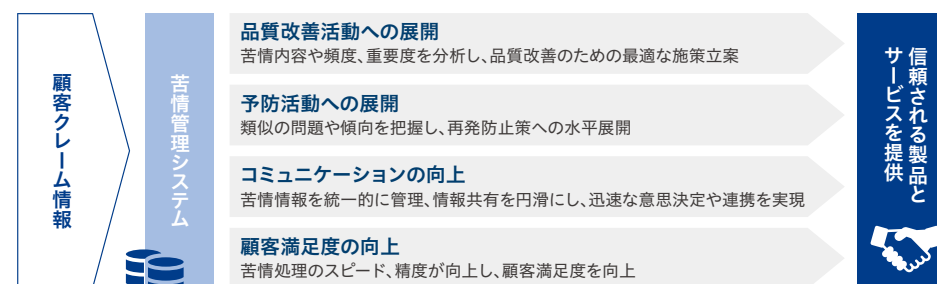 顧客クレーム情報
苦情管理システム
品質改善活動への展開
苦情内容や頻度、重要度を分析し、品質改善のための最適な施策立案
予防活動への展開
類似の問題や傾向を把握し、再発防止策への水平展開
コミュニケーションの向上
苦情情報を統一的に管理、情報共有を円滑にし、迅速な意思決定や連携を実現
顧客満足度の向上
苦情処理のスピード、精度が向上し、顧客満足度を向上
信頼される製品と
サービスを提供